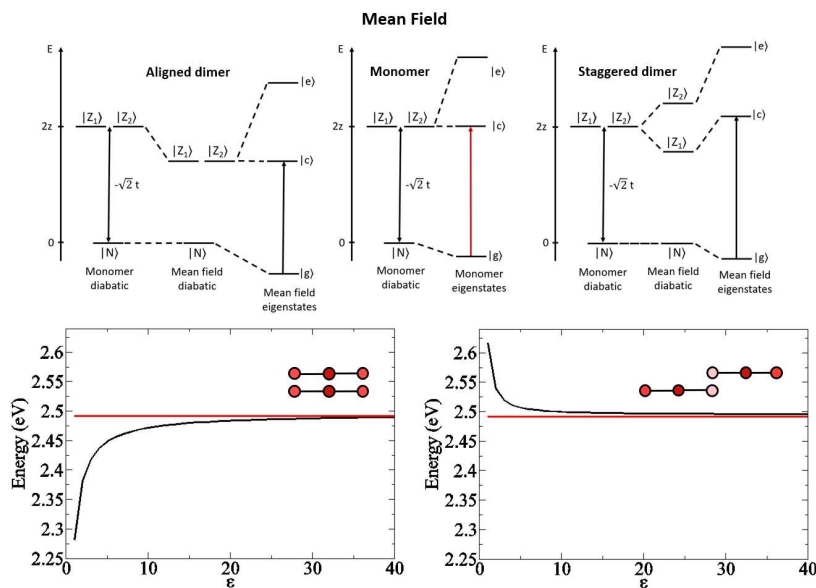 Mean Field
E
Aligned dimer
|e⟩
|Z₁⟩ |Z₂⟩
2z
|Z₁⟩ |Z₂⟩
|c⟩
-√2 t
0
|N⟩
|N⟩
|g⟩
Monomer
diabatic
Mean field
diabatic
Mean field
eigenstates
E
Monomer
|e⟩
|Z₁⟩ |Z₂⟩
2z
|c⟩
-√2 t
0
|N⟩
|g⟩
Monomer
diabatic
Monomer
eigenstates
E
Staggered dimer
|e⟩
|Z₁⟩ |Z₂⟩
|Z₂⟩
2z
|c⟩
|Z₁⟩
-√2 t
0
|N⟩
|N⟩
|g⟩
Monomer
diabatic
Mean field
diabatic
Mean field
eigenstates
Energy (eV)
2.6
2.55
2.5
2.45
2.4
2.35
2.3
2.25
0 10 20 30 40
ε
Energy (eV)
2.6
2.55
2.5
2.45
2.4
2.35
2.3
2.25
0 10 20 30 40
ε